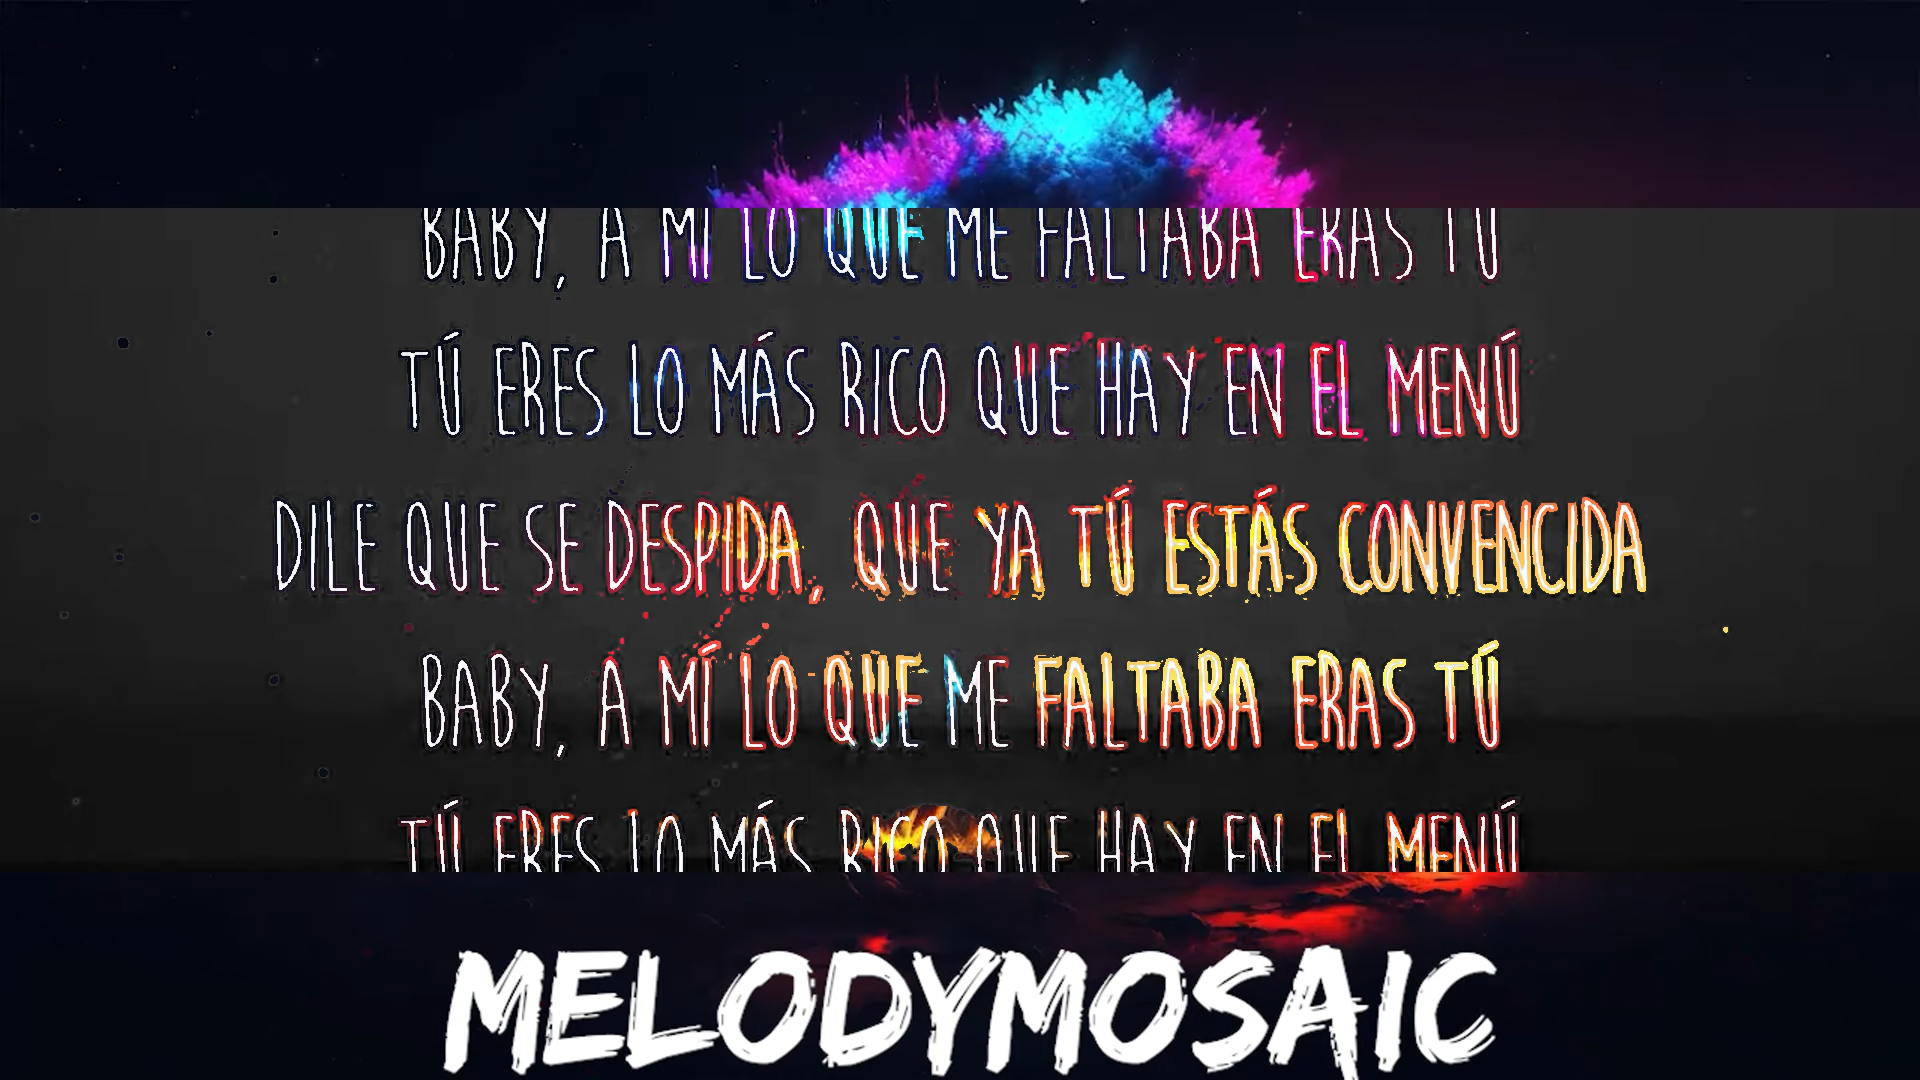 BABY, A MÍ LO QUE ME FALTABA ERAS TÚ
TÚ ERES LO MÁS RICO QUE HAY EN EL MENÚ
DILE QUE SE DESPIDA, QUE YA TÚ ESTÁS CONVENCIDA
BABY, A MÍ LO QUE ME FALTABA ERAS TÚ
TÚ ERES LO MÁS RICO QUE HAY EN EL MENÚ
MELODYMOSAIC